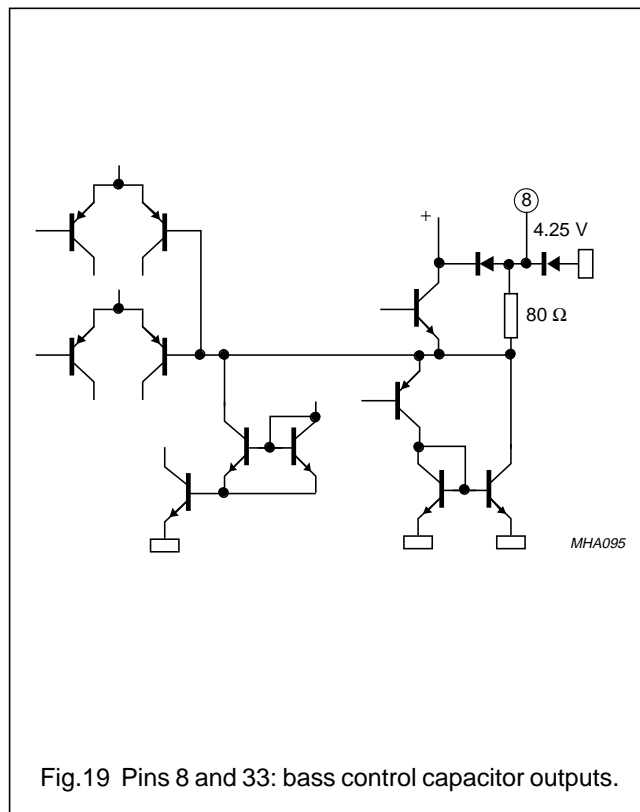 8
+
4.25 V
80 Ω
MHA095
Fig.19 Pins 8 and 33: bass control capacitor outputs.